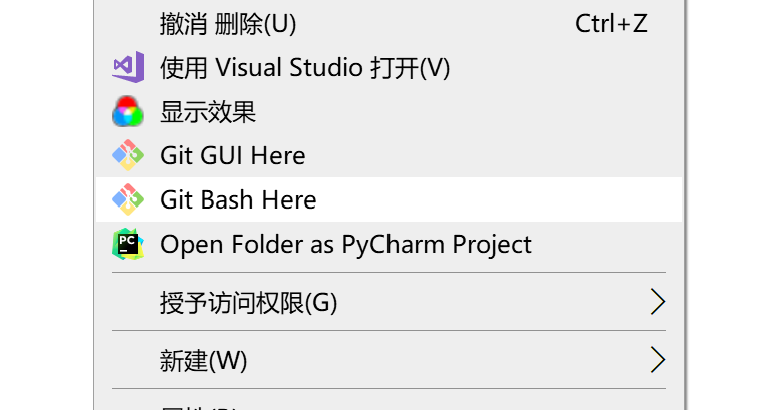 撤消 删除(U) Ctrl+Z
使用 Visual Studio 打开(V)
显示效果
Git GUI Here
Git Bash Here
PC
Open Folder as PyCharm Project
授予访问权限(G)
新建(W)